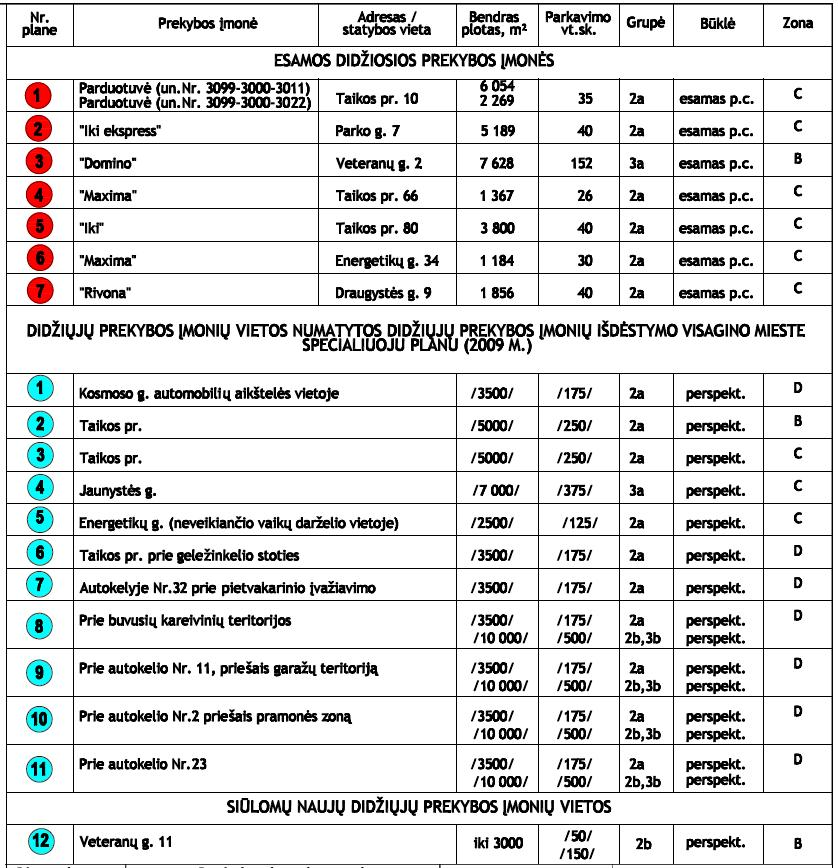 Nr. plane Prekybos įmonė Adresas / statybos vieta Bendras plotas, m² Parkavimo vt.sk. Grupė Būklė Zona
ESAMOS DIDŽIOSIOS PREKYBOS ĮMONĖS
1 Parduotuvė (un.Nr. 3099-3000-3011) 6 054
Parduotuvė (un.Nr. 3099-3000-3022) Taikos pr. 10 2 269 35 2a esamas p.c. C
2 "Iki ekspress" Parko g. 7 5 189 40 2a esamas p.c. C
3 "Domino" Veteranų g. 2 7 628 152 3a esamas p.c. B
4 "Maxima" Taikos pr. 66 1 367 26 2a esamas p.c. C
5 "Iki" Taikos pr. 80 3 800 40 2a esamas p.c. C
6 "Maxima" Energetikų g. 34 1 184 30 2a esamas p.c. C
7 "Rivona" Draugystės g. 9 1 856 40 2a esamas p.c. C
DIDŽIŲJŲ PREKYBOS ĮMONIŲ VIETOS NUMATYTOS DIDŽIŲJŲ PREKYBOS ĮMONIŲ IŠDĖSTYMO VISAGINO MIESTE
SPECIALIUOJU PLANU (2009 M.)
1 Kosmoso g. automobilių aikštelės vietoje /3500/ /175/ 2a perspekt. D
2 Taikos pr. /5000/ /250/ 2a perspekt. B
3 Taikos pr. /5000/ /250/ 2a perspekt. C
4 Jaunystės g. /7 000/ /375/ 3a perspekt. C
5 Energetikų g. (neveikiančio vaikų darželio vietoje) /2500/ /125/ 2a perspekt. C
6 Taikos pr. prie geležinkelio stoties /3500/ /175/ 2a perspekt. D
7 Autokelyje Nr.32 prie pietvakarinio įvažiavimo /3500/ /175/ 2a perspekt. D
8 Prie buvusių kareivinių teritorijos /3500/ /175/ 2a perspekt. D
/10 000/ /500/ 2b,3b perspekt.
9 Prie autokelio Nr. 11, priešais garažų teritoriją /3500/ /175/ 2a perspekt. D
/10 000/ /500/ 2b,3b perspekt.
10 Prie autokelio Nr.2 priešais pramonės zoną /3500/ /175/ 2a perspekt. D
/10 000/ /500/ 2b,3b perspekt.
11 Prie autokelio Nr.23 /3500/ /175/ 2a perspekt. D
/10 000/ /500/ 2b,3b perspekt.
SIŪLOMŲ NAUJŲ DIDŽIŲJŲ PREKYBOS ĮMONIŲ VIETOS
12 Veteranų g. 11 iki 3000 /50/ 2b perspekt. B
/150/